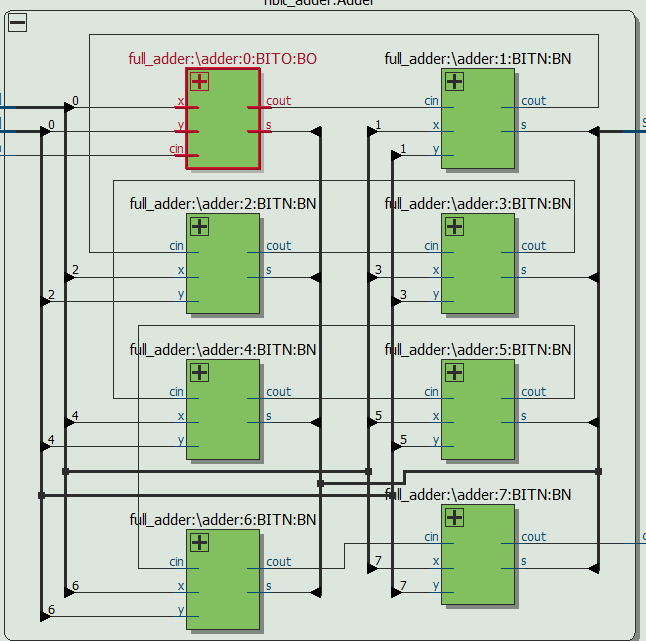 nbit_adder:Adder
full_adder:\adder:0:BITO:BO
full_adder:\adder:1:BITN:BN
0
x
cout
cin
cout
0
y
s
1
x
s
cin
1
y
full_adder:\adder:2:BITN:BN
full_adder:\adder:3:BITN:BN
cin
cout
cin
cout
2
x
s
3
x
s
2
y
3
y
full_adder:\adder:4:BITN:BN
full_adder:\adder:5:BITN:BN
cin
cout
cin
cout
4
x
s
5
x
s
4
y
5
y
full_adder:\adder:6:BITN:BN
full_adder:\adder:7:BITN:BN
cin
cout
cin
cout
6
x
s
7
x
s
6
y
7
y